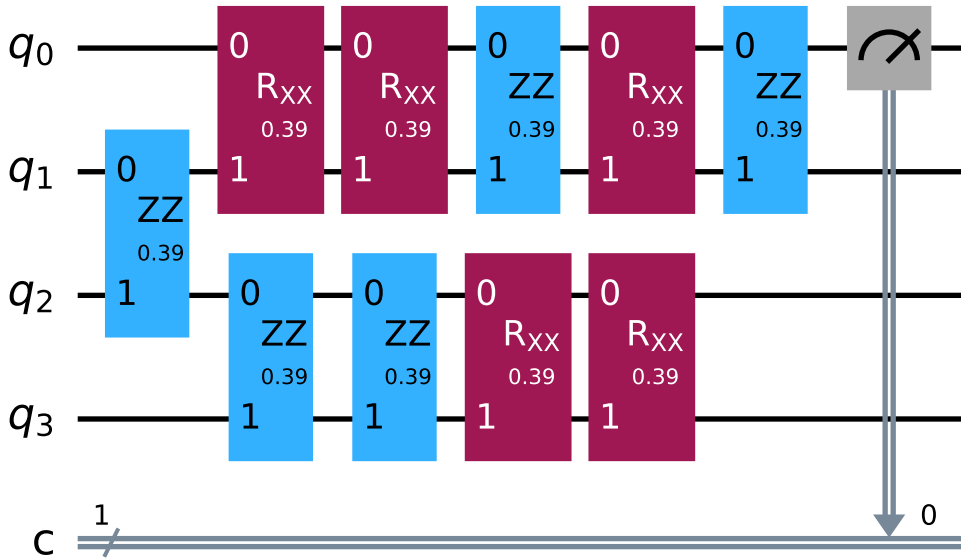 q0 0 0 0 0 0
RXX RXX ZZ RXX ZZ
0.39 0.39 0.39 0.39 0.39
q1 0 1 1 1 1 1
ZZ
0.39
q2 1 0 0 0 0
ZZ ZZ RXX RXX
0.39 0.39 0.39 0.39
q3 1 1 1 1
1 0
c